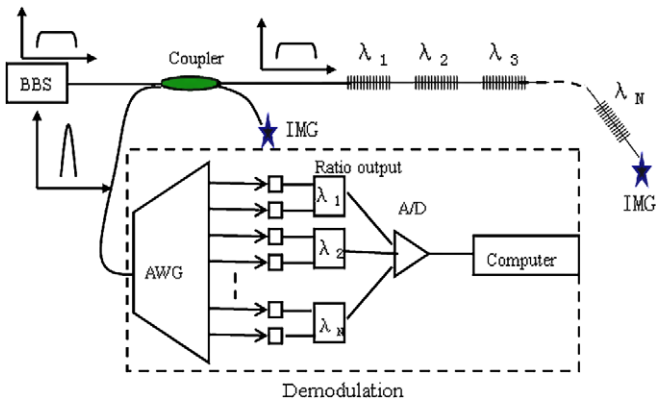 BBS
Coupler
λ 1
λ 2
λ 3
λ N
IMG
IMG
Ratio output
λ 1
A/D
λ 2
AWG
Computer
λ N
Demodulation